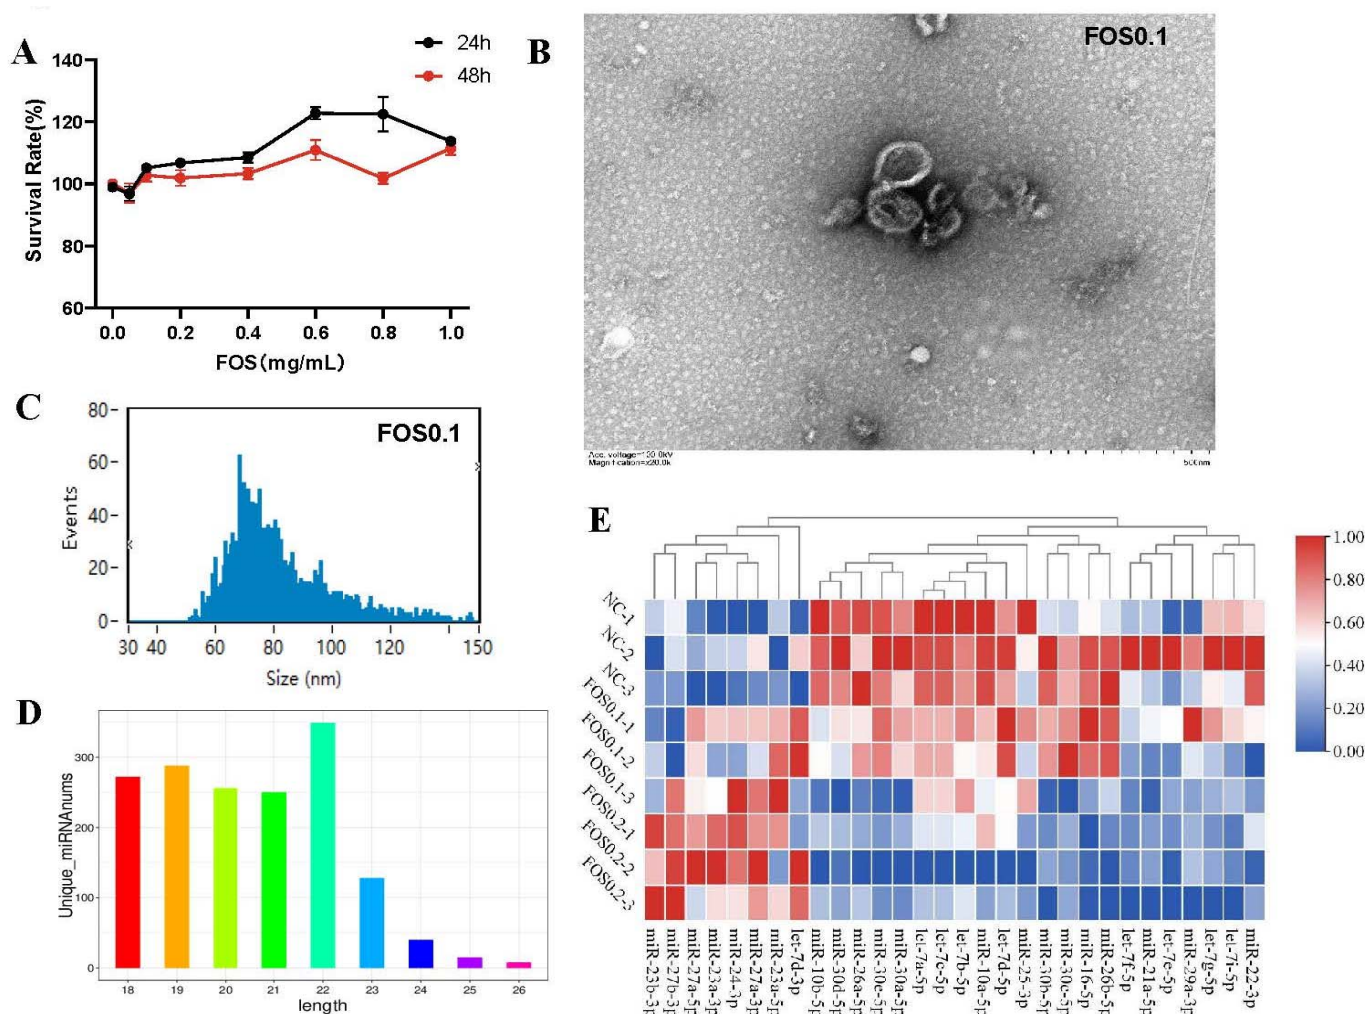 A
24h
48h
140
120
100
80
60
Survival Rate(%)
0.0 0.2 0.4 0.6 0.8 1.0
FOS(mg/mL)
B
FOS0.1
Acc. voltage=100.0kV
Magnification=x20.0k
500nm
C
FOS0.1
80
60
40
20
0
Events
30 40 60 80 100 120 150
Size (nm)
D
300
200
100
0
Unique_miRNAnums
18 19 20 21 22 23 24 25 26
length
E
NC-1
NC-2
NC-3
FOS0.1-1
FOS0.1-2
FOS0.1-3
FOS0.2-1
FOS0.2-2
FOS0.2-3
1.00
0.80
0.60
0.40
0.20
0.00
miR-23b-3p
miR-27b-3p
miR-27a-5p
miR-23a-3p
miR-24-3p
miR-27a-3p
miR-23a-5p
let-7d-3p
miR-10b-5p
miR-30d-5p
miR-26a-5p
miR-30e-5p
miR-30a-5p
let-7a-5p
let-7c-5p
let-7b-5p
miR-10a-5p
let-7d-5p
miR-25-3p
miR-30b-5p
miR-30c-5p
miR-16-5p
miR-26b-5p
let-7f-5p
miR-21a-5p
let-7e-5p
miR-29a-3p
let-7g-5p
let-7i-5p
miR-22-3p